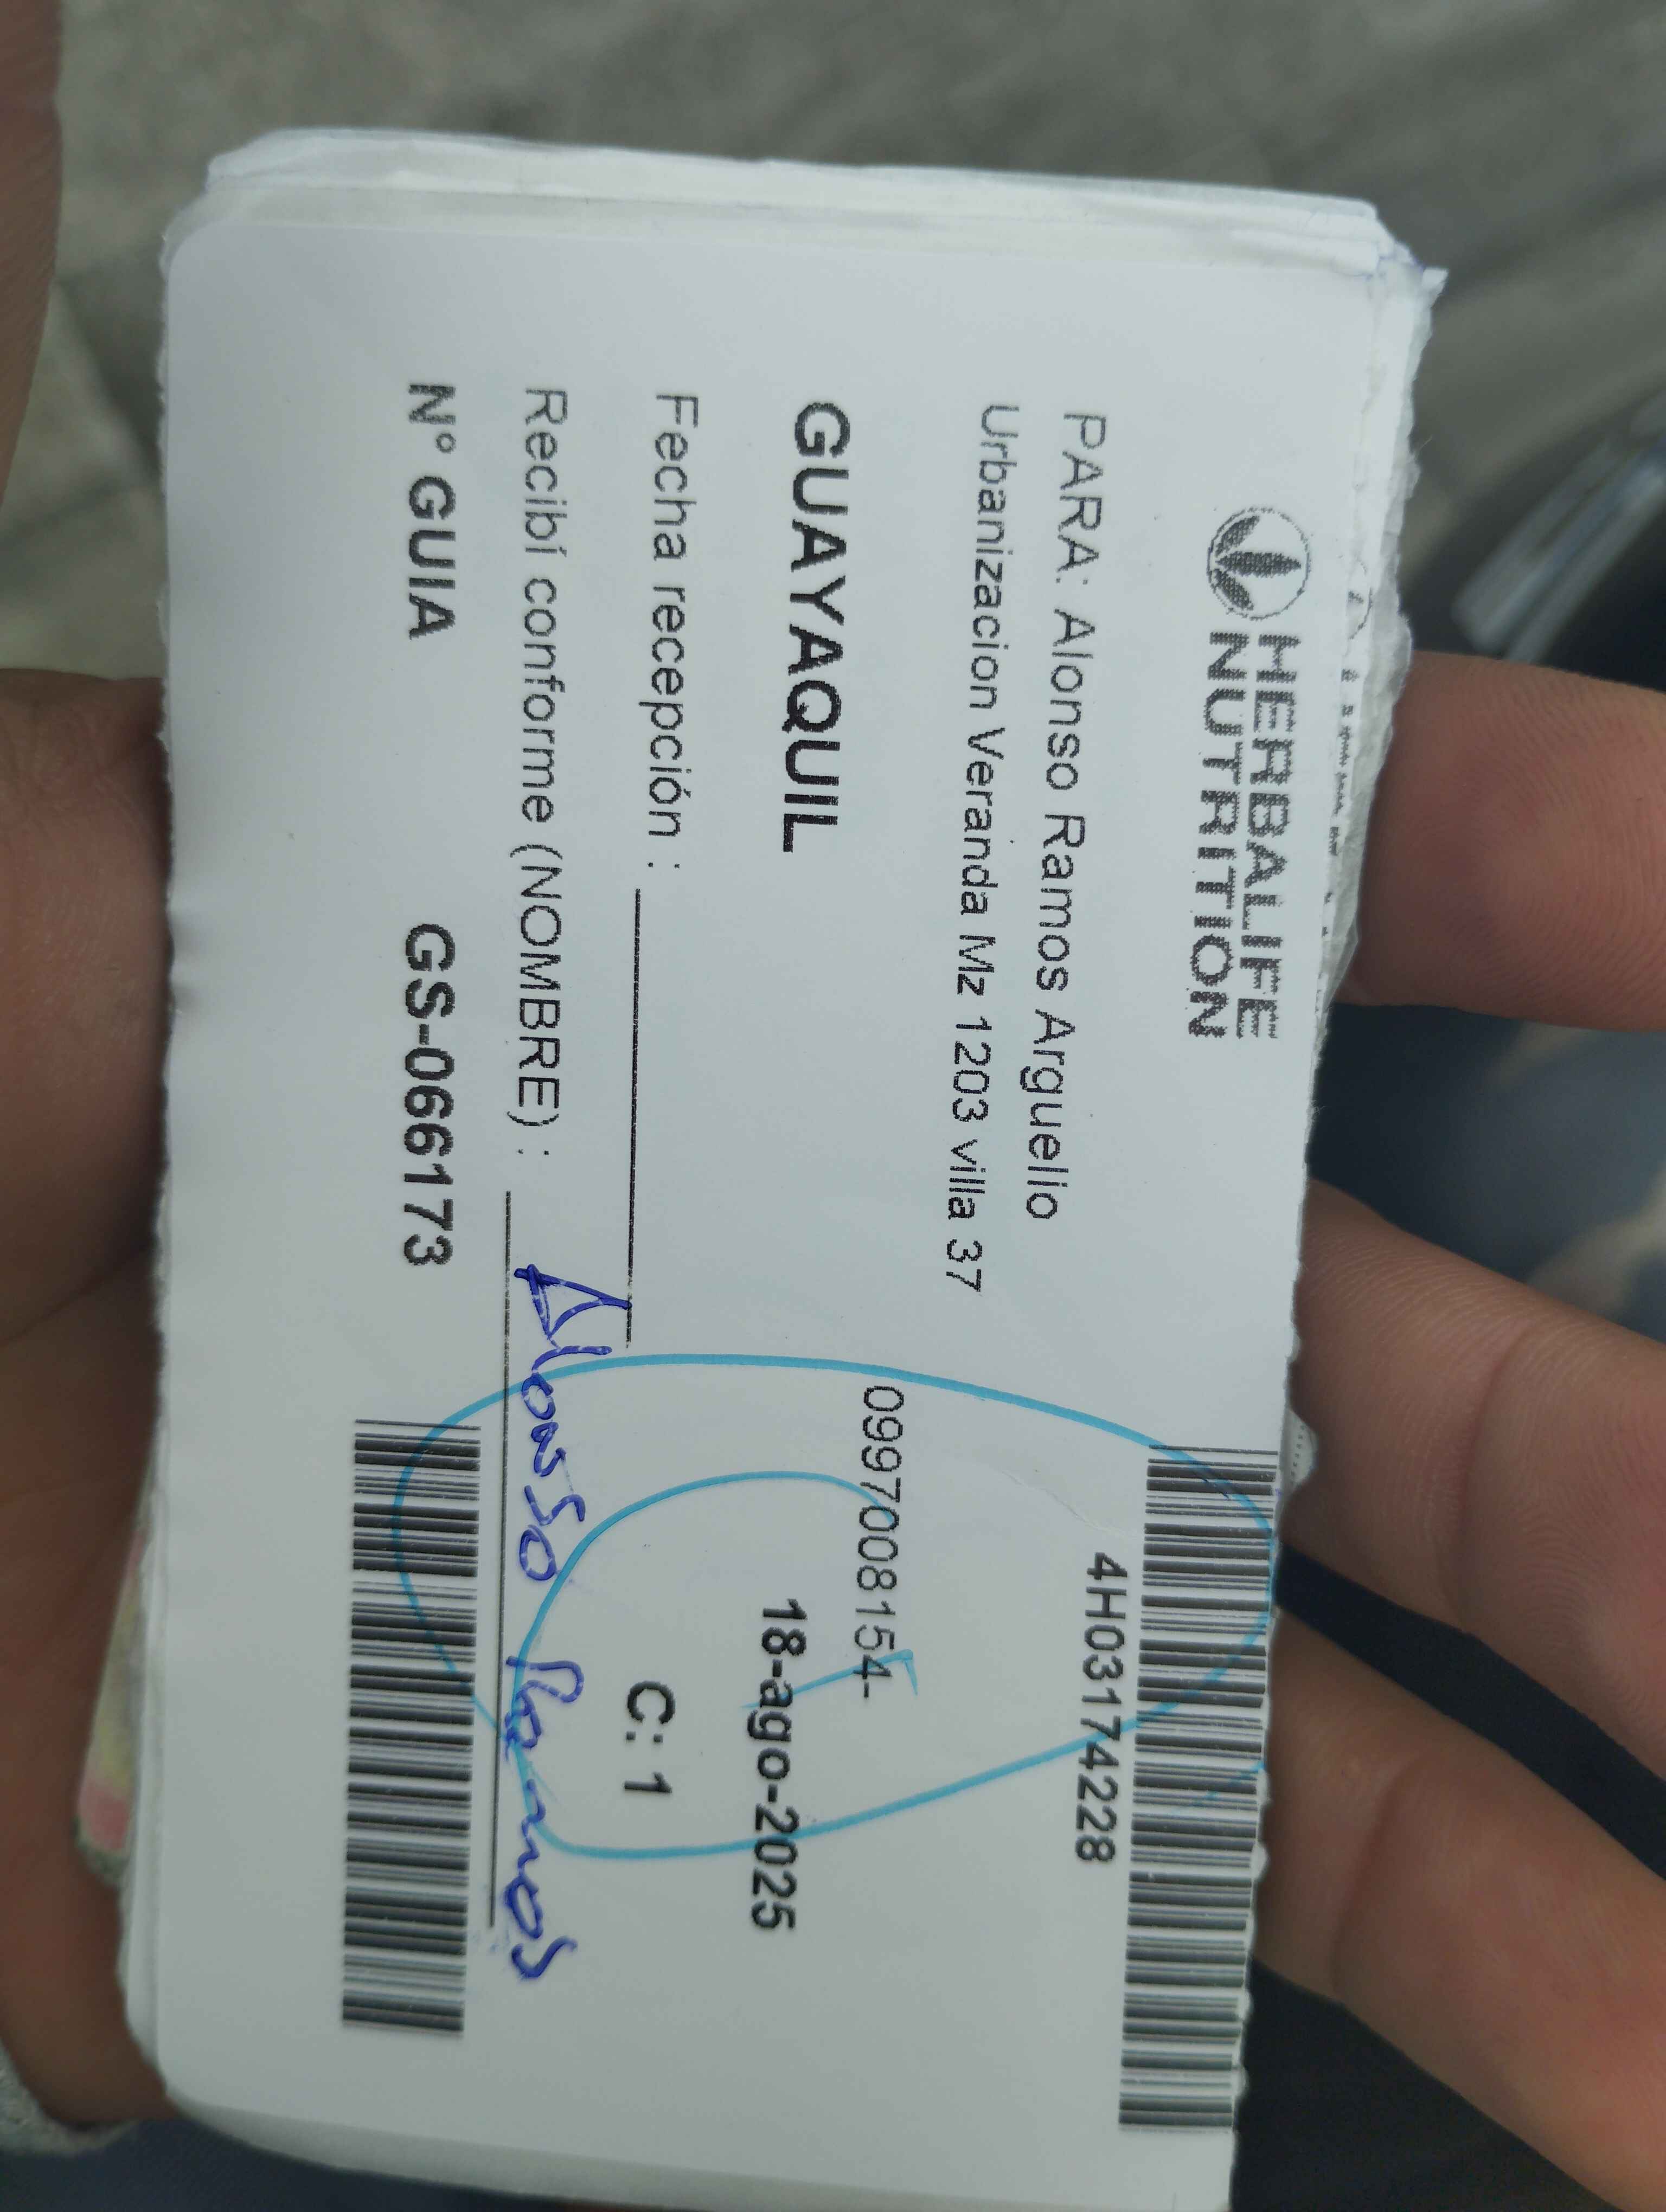 HERBALIFE
NUTRITION
4H03174228
PARA: Alonso Ramos Arguello
Urbanizacion Veranda Mz 1203 villa 37
0997008154-
GUAYAQUIL
18-ago-2025
Fecha recepción :
C: 1
Recibí conforme (NOMBRE) : Alonso Ramos
N° GUIA GS-066173